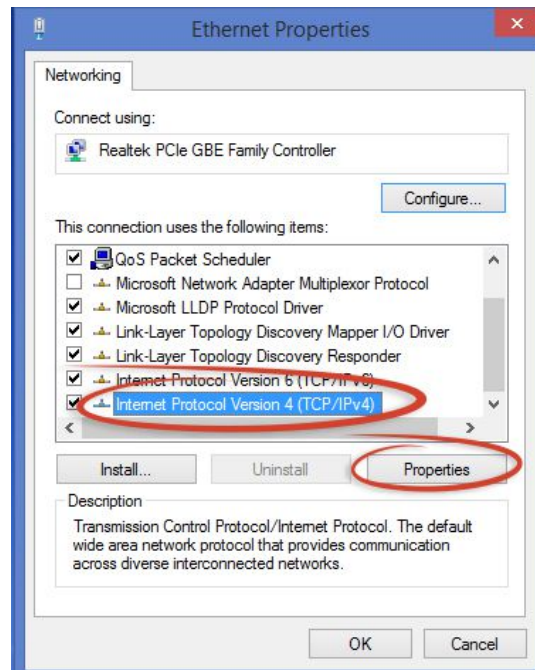 Ethernet Properties
Networking
Connect using:
Realtek PCIe GBE Family Controller
Configure...
This connection uses the following items:
QoS Packet Scheduler
Microsoft Network Adapter Multiplexor Protocol
Microsoft LLDP Protocol Driver
Link-Layer Topology Discovery Mapper I/O Driver
Link-Layer Topology Discovery Responder
Internet Protocol Version 6 (TCP/IPv6)
Internet Protocol Version 4 (TCP/IPv4)
Install... Uninstall Properties
Description
Transmission Control Protocol/Internet Protocol. The default
wide area network protocol that provides communication
across diverse interconnected networks.
OK Cancel